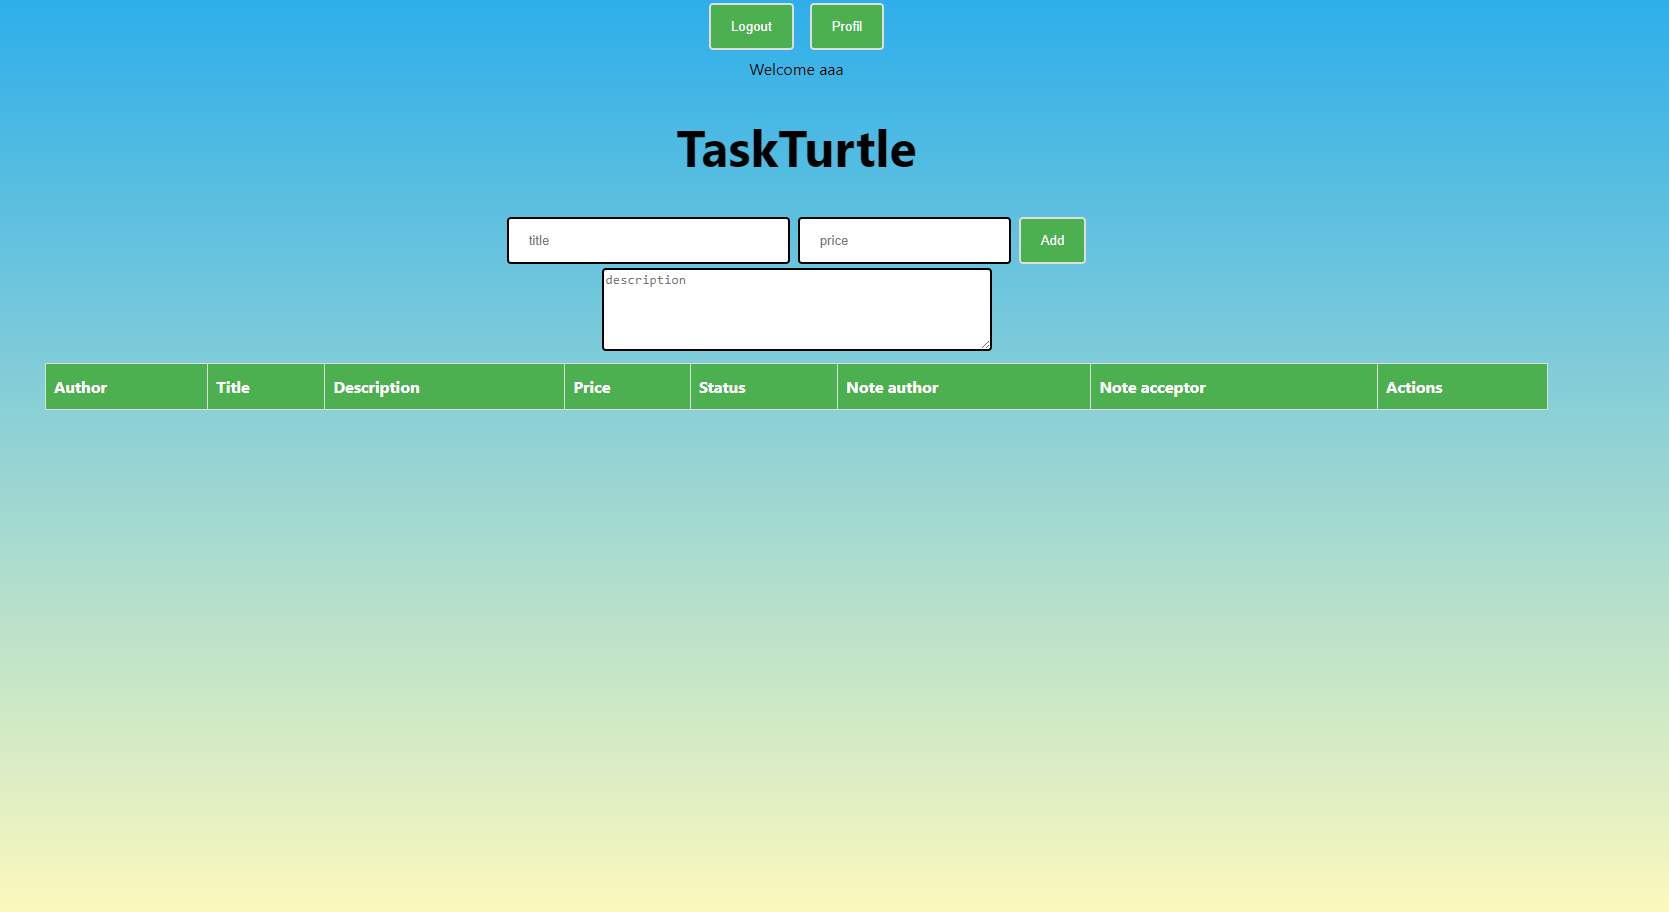 Logout Profil
Welcome aaa
TaskTurtle
title price Add
description
Author Title Description Price Status Note author Note acceptor Actions